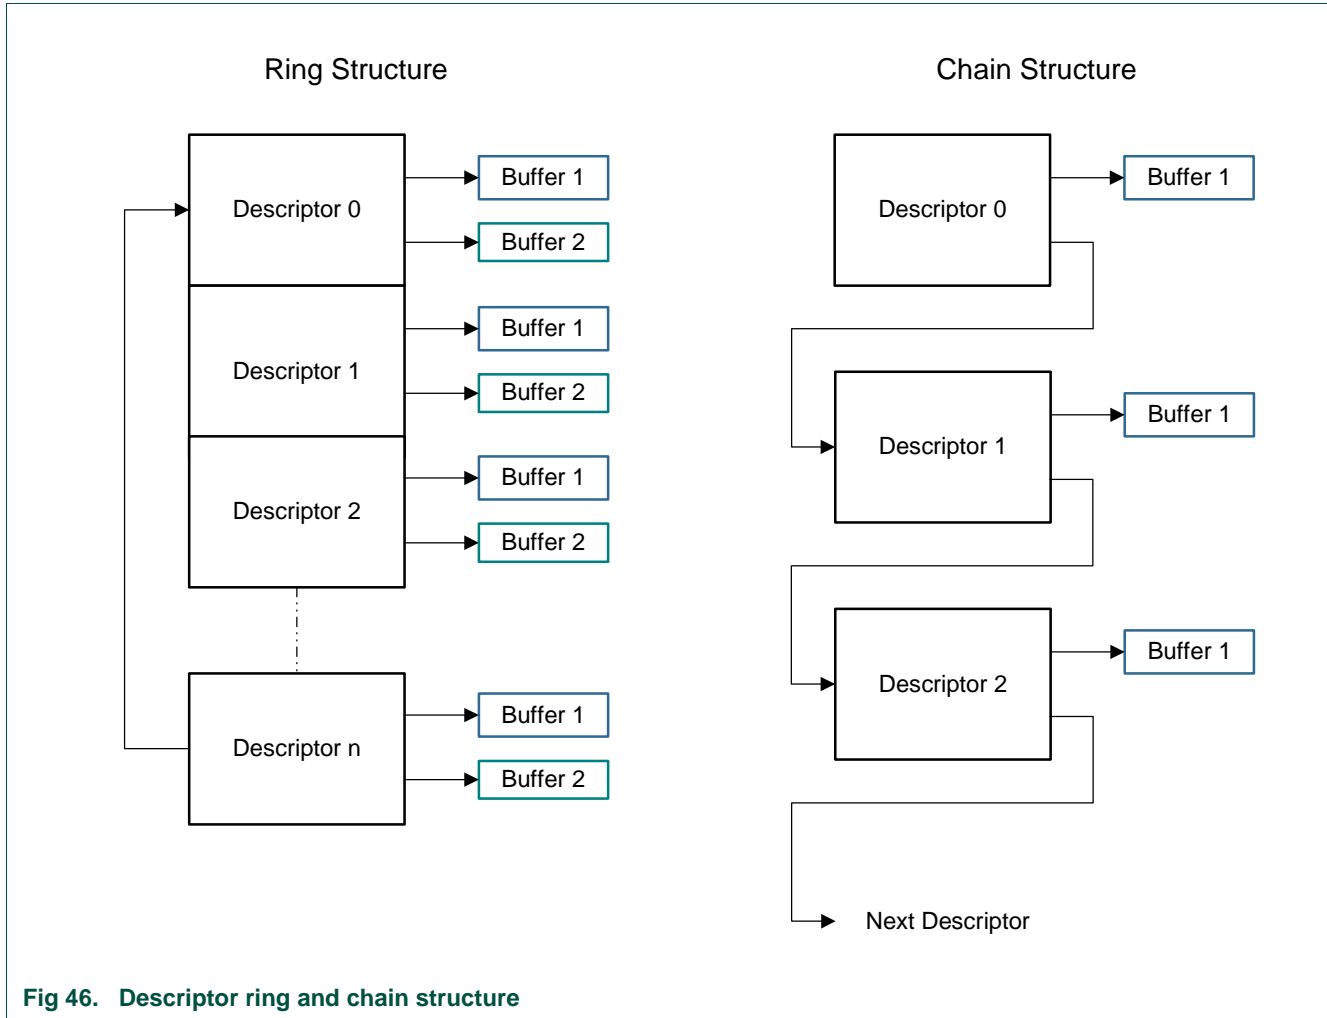 Ring Structure
Descriptor 0
Buffer 1
Buffer 2
Descriptor 1
Buffer 1
Buffer 2
Descriptor 2
Buffer 1
Buffer 2
Descriptor n
Buffer 1
Buffer 2
Chain Structure
Descriptor 0
Buffer 1
Descriptor 1
Buffer 1
Descriptor 2
Buffer 1
Next Descriptor
Fig 46. Descriptor ring and chain structure